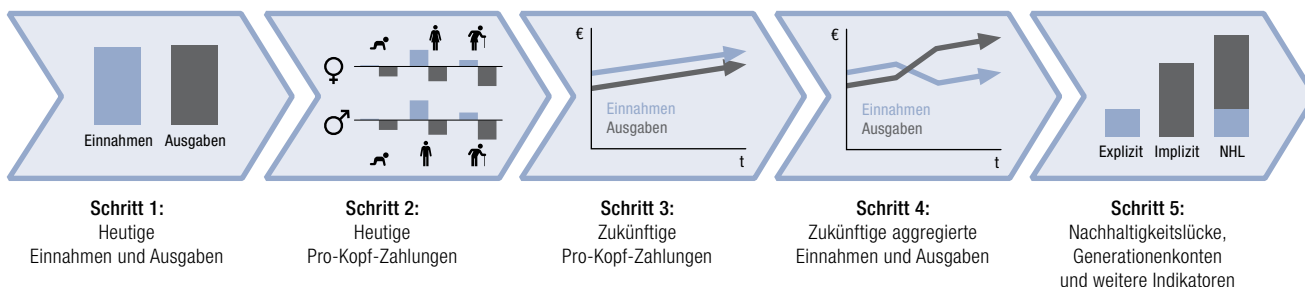 Einnahmen Ausgaben
€
Einnahmen
Ausgaben
t
€
Einnahmen
Ausgaben
t
Explizit Implizit NHL
Schritt 1:
Heutige
Einnahmen und Ausgaben
Schritt 2:
Heutige
Pro-Kopf-Zahlungen
Schritt 3:
Zukünftige
Pro-Kopf-Zahlungen
Schritt 4:
Zukünftige aggregierte
Einnahmen und Ausgaben
Schritt 5:
Nachhaltigkeitslücke,
Generationenkonten
und weitere Indikatoren